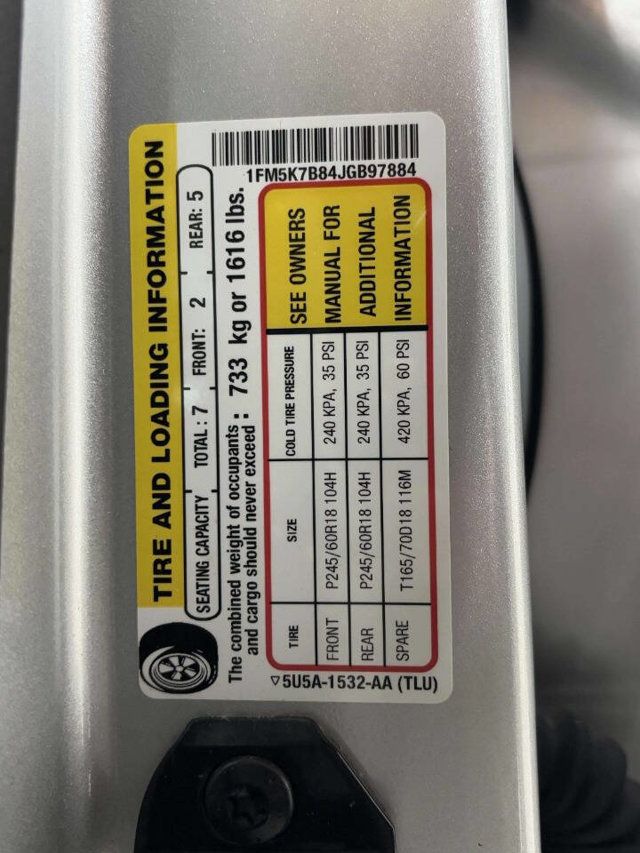 TIRE AND LOADING INFORMATION
SEATING CAPACITY TOTAL : 7 FRONT: 2 REAR: 5
The combined weight of occupants : 733 kg or 1616 lbs.
and cargo should never exceed :
1FM5K7B84JGB97884
TIRE SIZE COLD TIRE PRESSURE
FRONT P245/60R18 104H 240 KPA, 35 PSI
REAR P245/60R18 104H 240 KPA, 35 PSI
SPARE T165/70D18 116M 420 KPA, 60 PSI
SEE OWNERS
MANUAL FOR
ADDITIONAL
INFORMATION
▽5U5A-1532-AA (TLU)